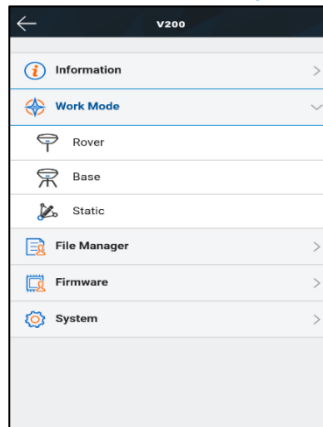 V200
Information
Work Mode
Rover
Base
Static
File Manager
Firmware
System